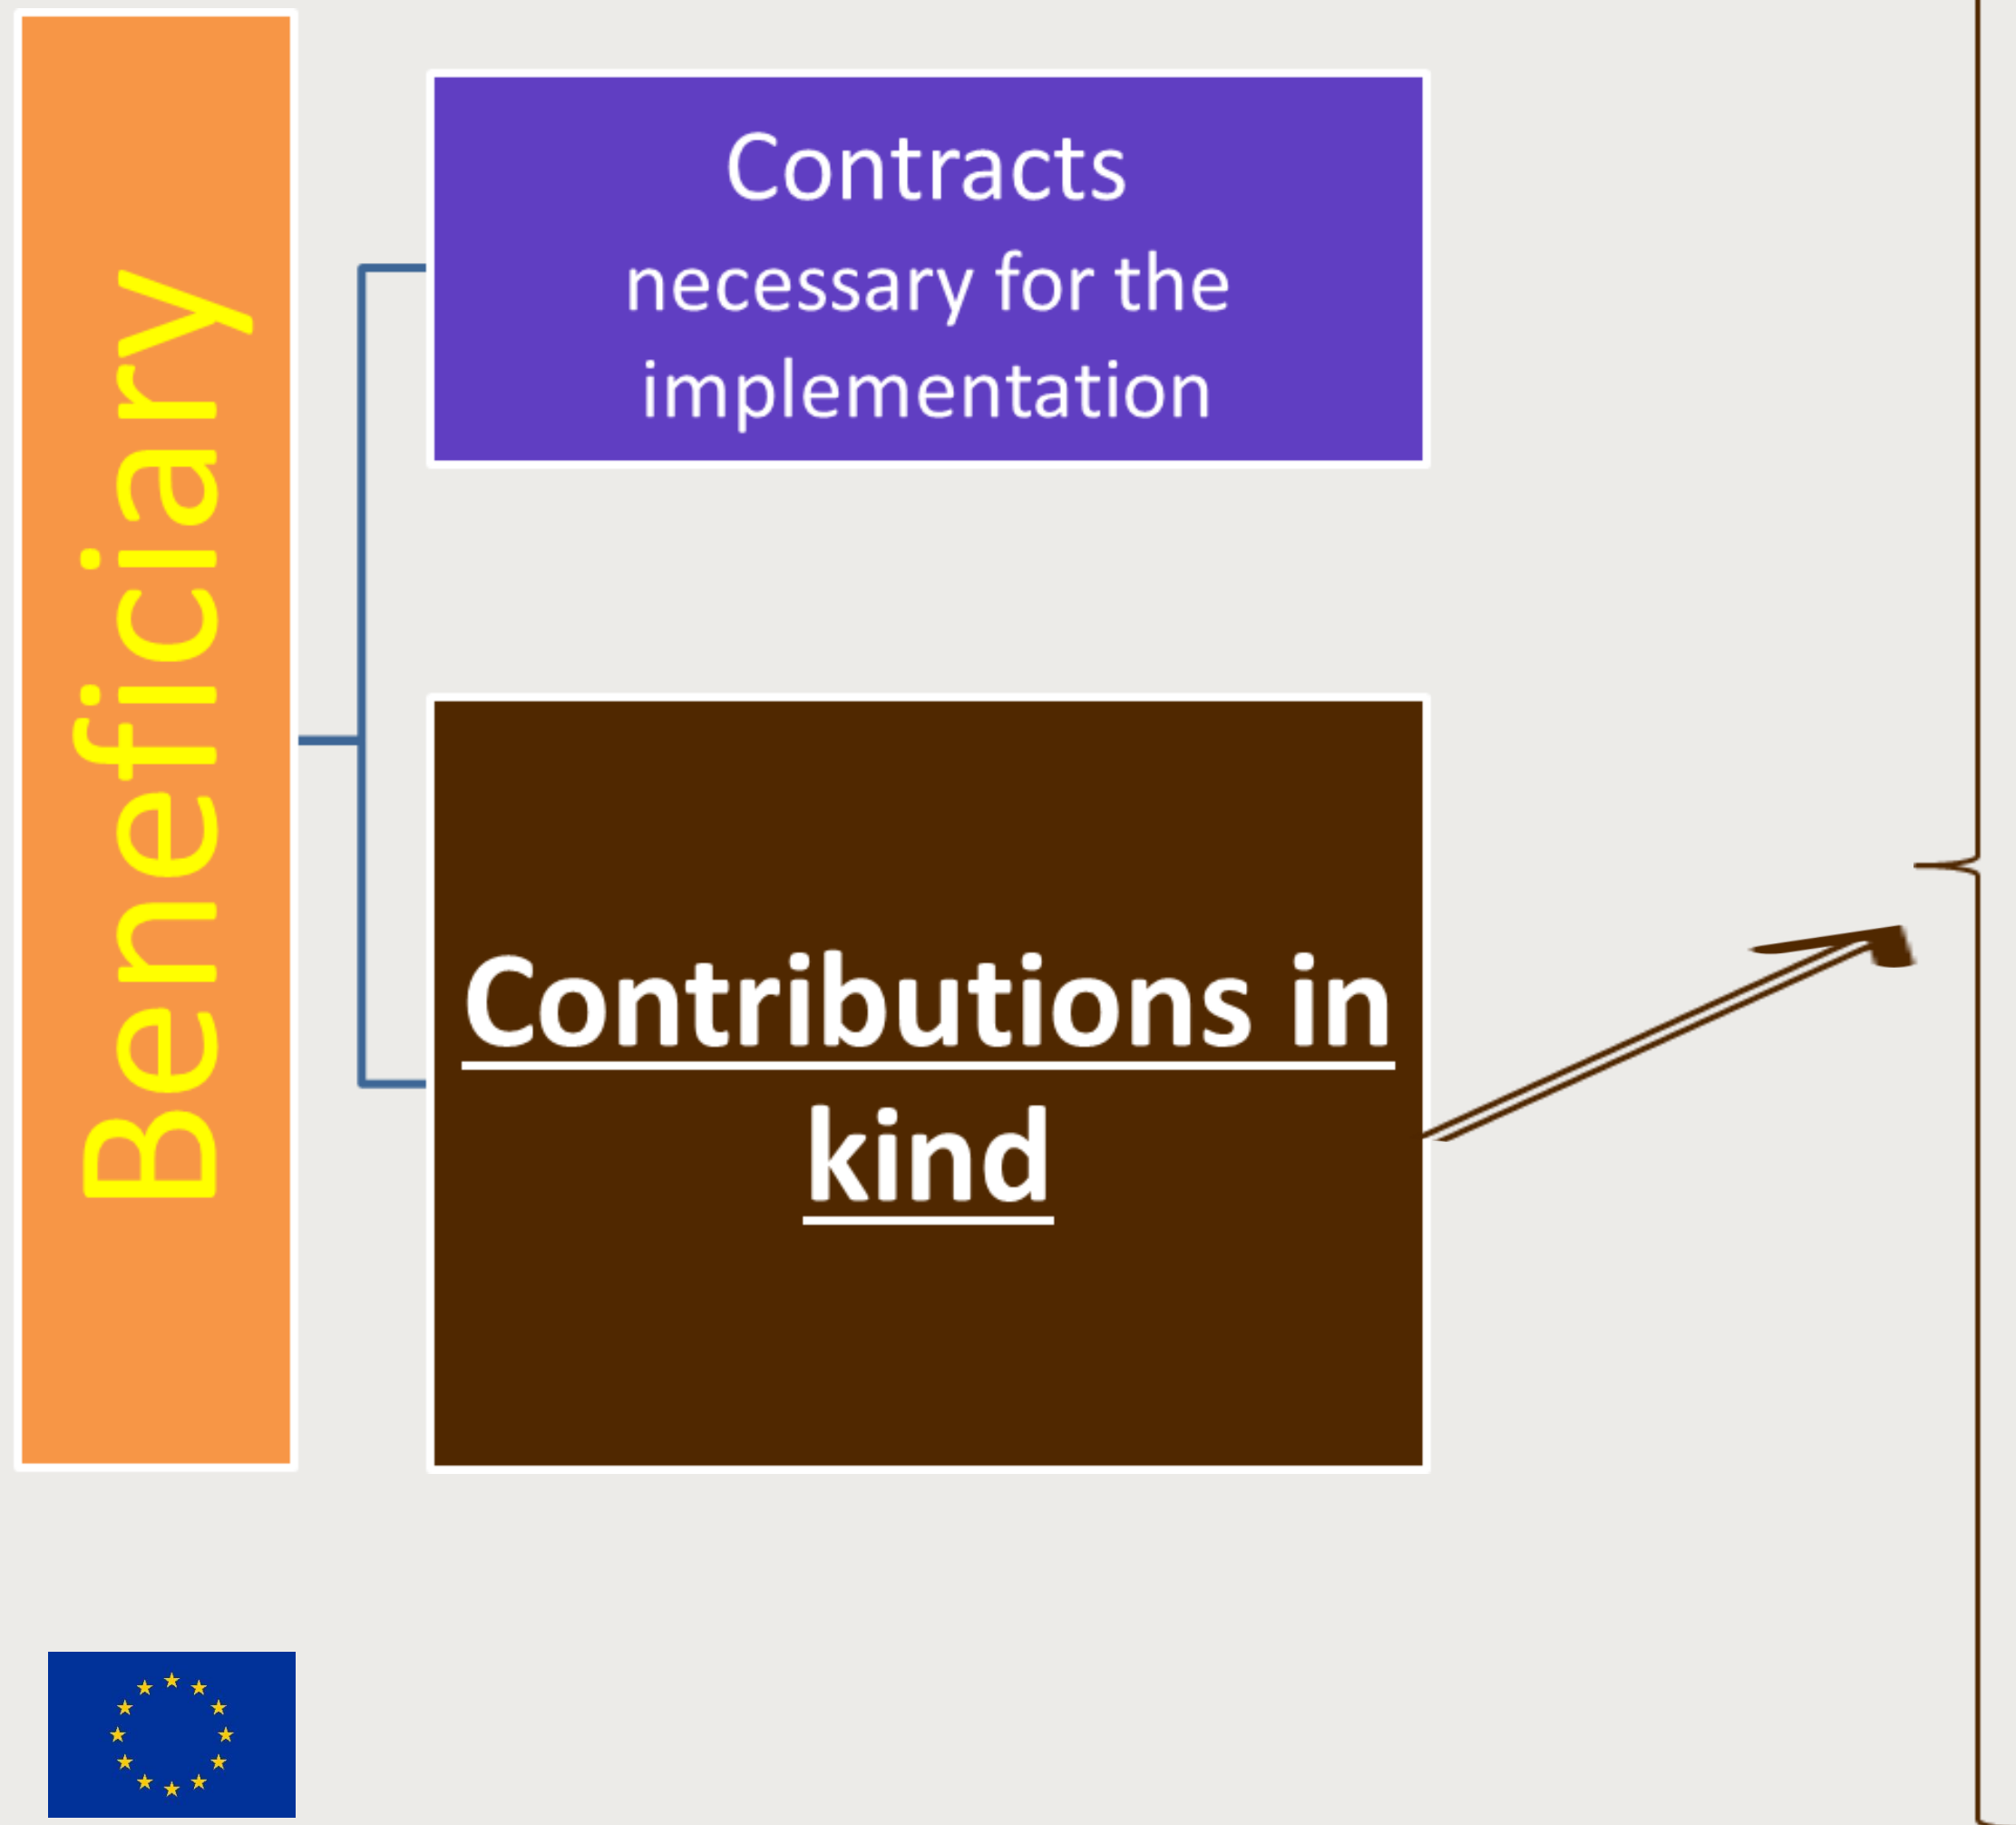 Beneficiary
Contracts
necessary for the
implementation
Contributions in
kind